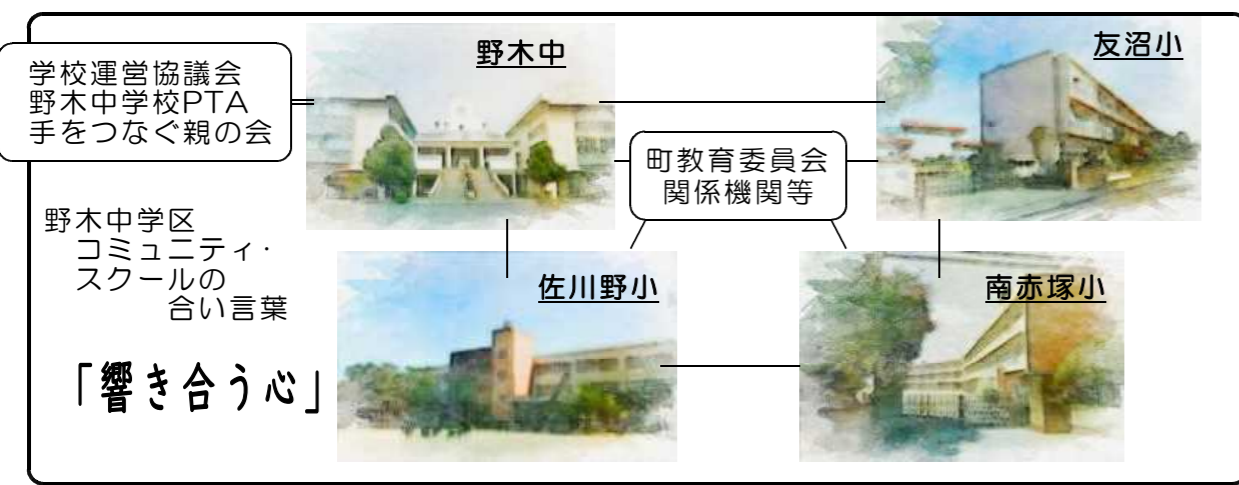 学校運営協議会
野木中学校PTA
手をつなぐ親の会
野木中
友沼小
町教育委員会
関係機関等
野木中学区
コミュニティ・
スクールの
合い言葉
「響き合う心」
佐川野小
南赤塚小